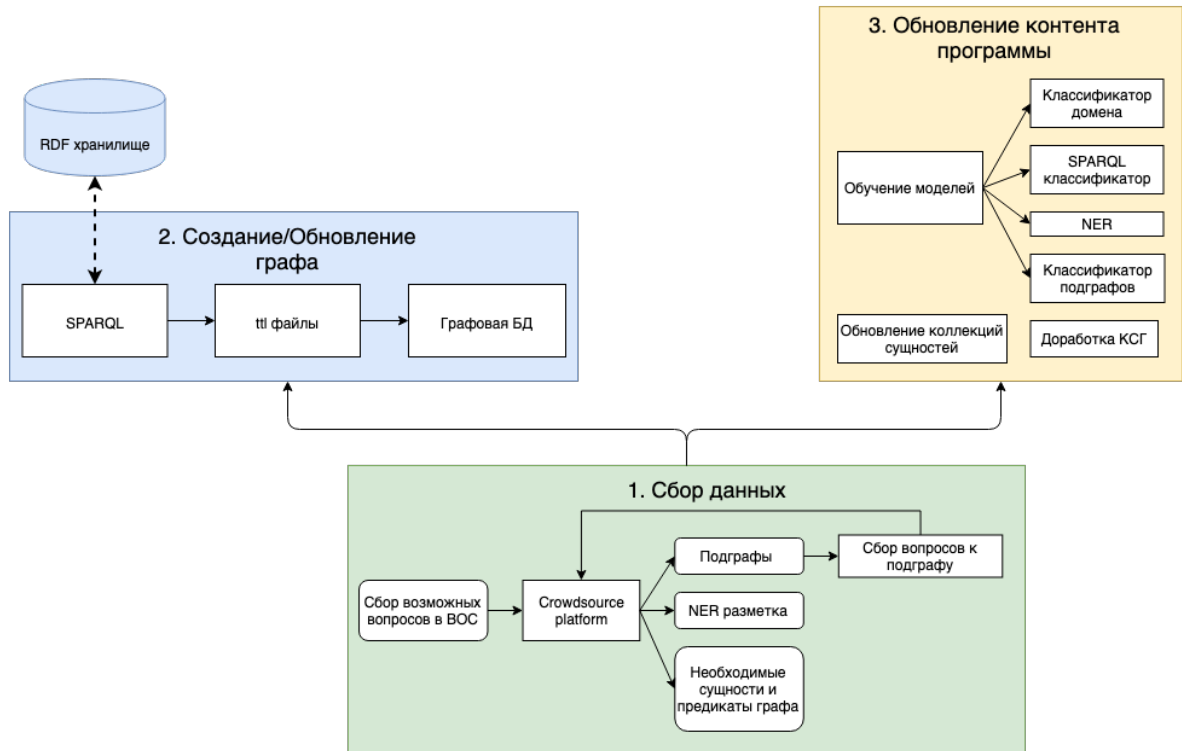 3. Обновление контента
программы
Классификатор
домена
SPARQL
классификатор
Обучение моделей
NER
Классификатор
подграфов
Обновление коллекций
сущностей
Доработка КСГ
RDF хранилище
2. Создание/Обновление
графа
SPARQL
ttl файлы
Графовая БД
1. Сбор данных
Сбор возможных
вопросов в ВОС
Crowdsource
platform
Подграфы
Сбор вопросов к
подграфу
NER разметка
Необходимые
сущности и
предикаты графа